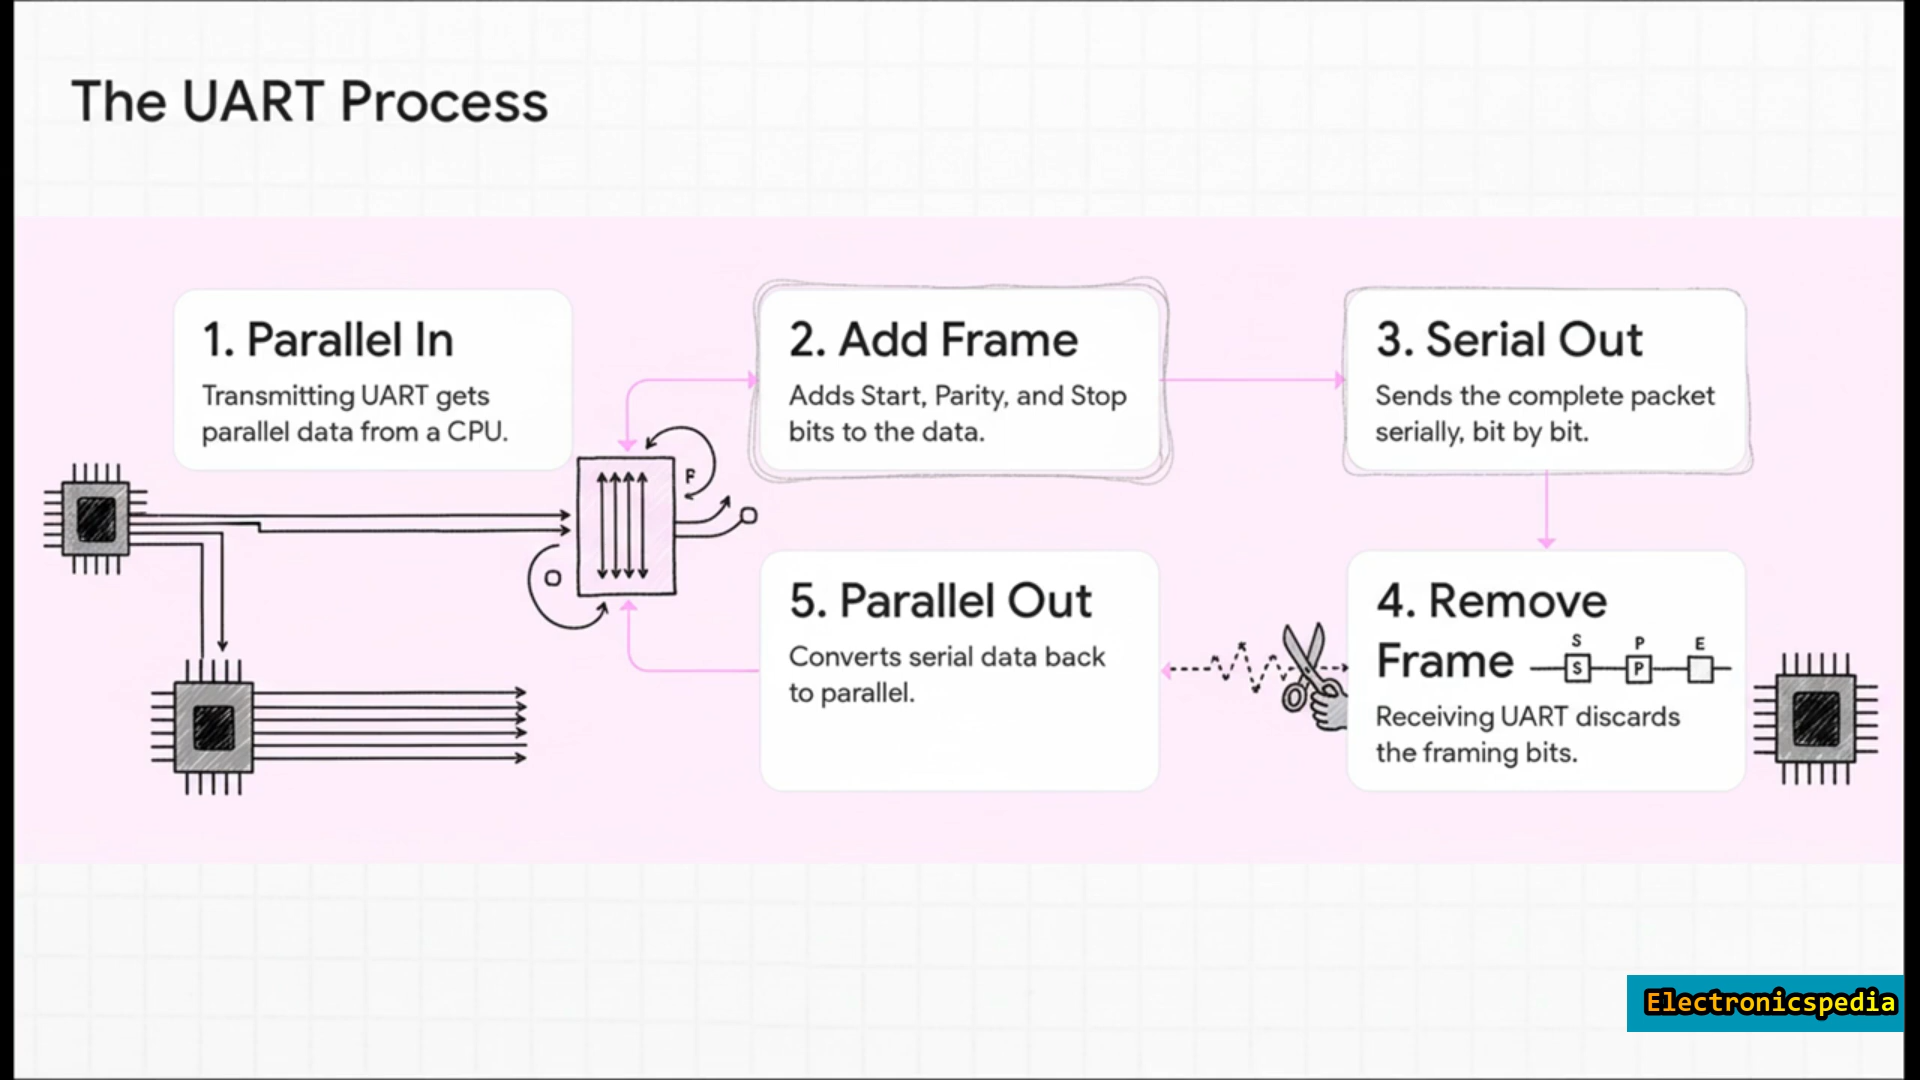 The UART Process
1. Parallel In
Transmitting UART gets
parallel data from a CPU.
2. Add Frame
Adds Start, Parity, and Stop
bits to the data.
3. Serial Out
Sends the complete packet
serially, bit by bit.
F
O
O
5. Parallel Out
Converts serial data back
to parallel.
4. Remove
Frame
S P E
S P
Receiving UART discards
the framing bits.
Electronicspedia